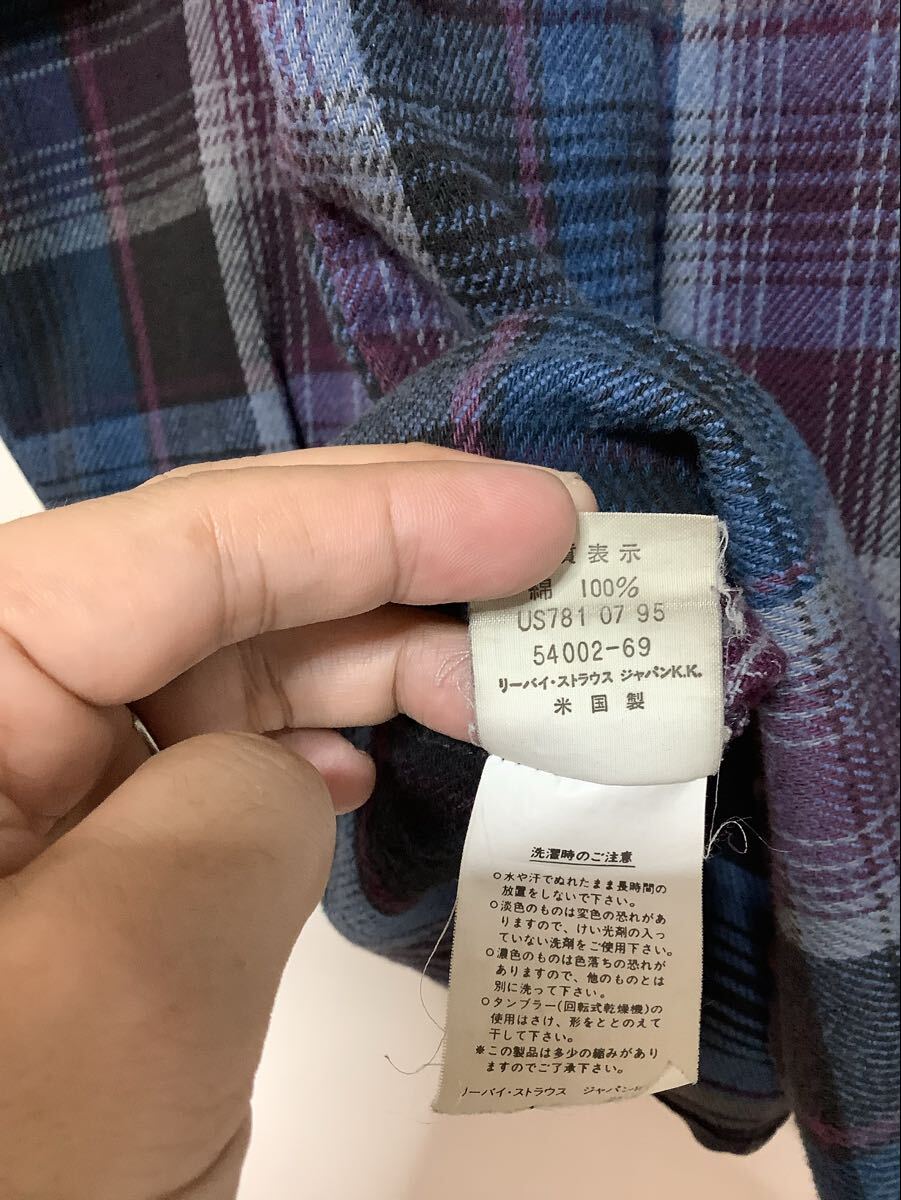 質表示
綿 100%
US781 07 95
54002-69
リーバイ・ストラウス ジャパンK.K.
米国製
洗濯時のご注意
○水や汗でぬれたまま長時間の
放置をしないで下さい。
○淡色のものは変色の恐れがあ
りますので、けい光剤の入っ
ていない洗剤をご使用下さい。
○濃色のものは色落ちの恐れが
ありますので、他のものとは
別に洗って下さい。
○タンブラー(回転式乾燥機)の
使用はさけ、形をととのえて
干して下さい。
※この製品は多少の縮みがあり
ますのでご了承下さい。
リーバイ・ストラウス ジャパン